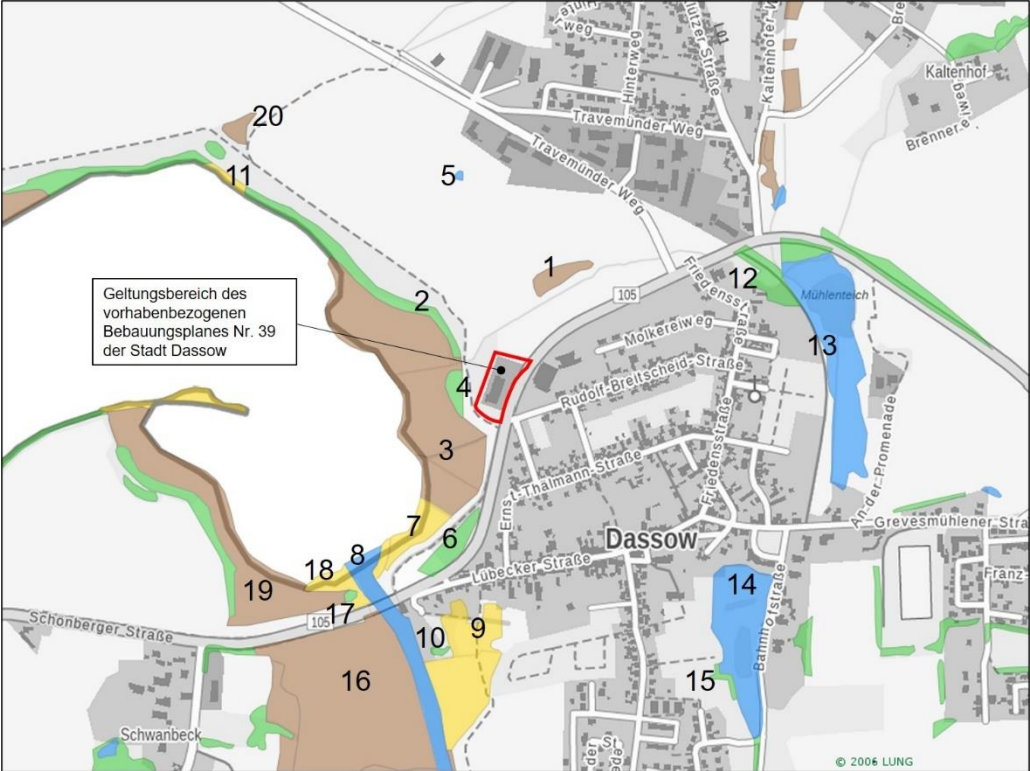 Hinterweg
L01
Kaltenhofer
Kaltenhof
20
Travemünder Weg
5
Travemünder Weg
11
1
105
12
Friedensstraße
Mühlenteich
2
Geltungsbereich des
vorhabenbezogenen
Bebauungsplanes Nr. 39
der Stadt Dassow
Molkereiweg
13
Rudolf-Breitscheid-Straße
4
3
Ernst-Thalmann-Straße
Friedensstraße
An-der-Promenade
7
6
Grevesmühlener Stra
Dassow
8
Lübecker Straße
18
14
Franz-
19
17
105
Schönberger Straße
9
10
Bahnhofstraße
16
15
Schwanbeck
© 2006 LUNG